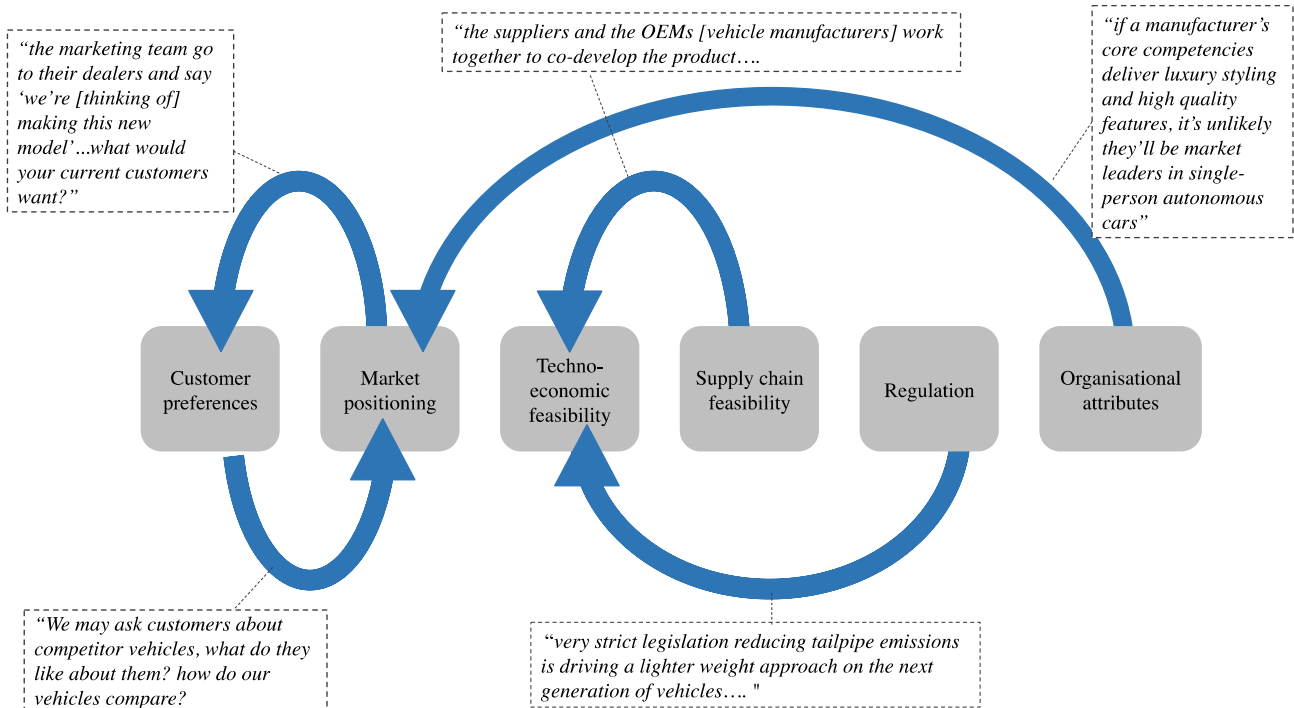 “the marketing team go
to their dealers and say
‘we’re [thinking of]
making this new
model’...what would
your current customers
want?”
“the suppliers and the OEMs [vehicle manufacturers] work
together to co-develop the product….
“if a manufacturer’s
core competencies
deliver luxury styling
and high quality
features, it’s unlikely
they’ll be market
leaders in single-
person autonomous
cars”
Customer
preferences
Market
positioning
Techno-
economic
feasibility
Supply chain
feasibility
Regulation
Organisational
attributes
“We may ask customers about
competitor vehicles, what do they
like about them? how do our
vehicles compare?
“very strict legislation reducing tailpipe emissions
is driving a lighter weight approach on the next
generation of vehicles…. "